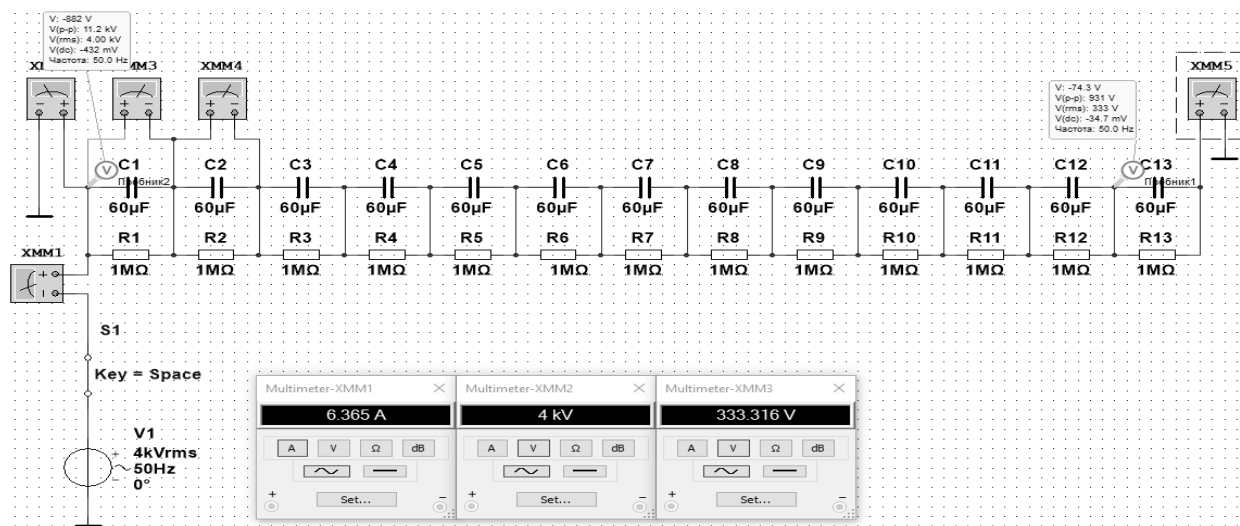 V: -882 V
V(p-p): 11.2 kV
V(rms): 4.00 kV
V(dc): -432 mV
Частота: 50.0 Hz
XMM4
XMM5
V: -74.3 V
V(p-p): 931 V
V(rms): 333 V
V(dc): -34.7 mV
Частота: 50.0 Hz
C1 C2 C3 C4 C5 C6 C7 C8 C9 C10 C11 C12 C13
Пробник2 Пробник1
60µF 60µF 60µF 60µF 60µF 60µF 60µF 60µF 60µF 60µF 60µF 60µF 60µF
R1 R2 R3 R4 R5 R6 R7 R8 R9 R10 R11 R12 R13
1MΩ 1MΩ 1MΩ 1MΩ 1MΩ 1MΩ 1MΩ 1MΩ 1MΩ 1MΩ 1MΩ 1MΩ 1MΩ
XMM1
S1
Key = Space
V1
4kVrms
50Hz
0°
Multimeter-XMM1
6.365 A
A V Ω dB
Set...
Multimeter-XMM2
4 kV
A V Ω dB
Set...
Multimeter-XMM3
333.316 V
A V Ω dB
Set...